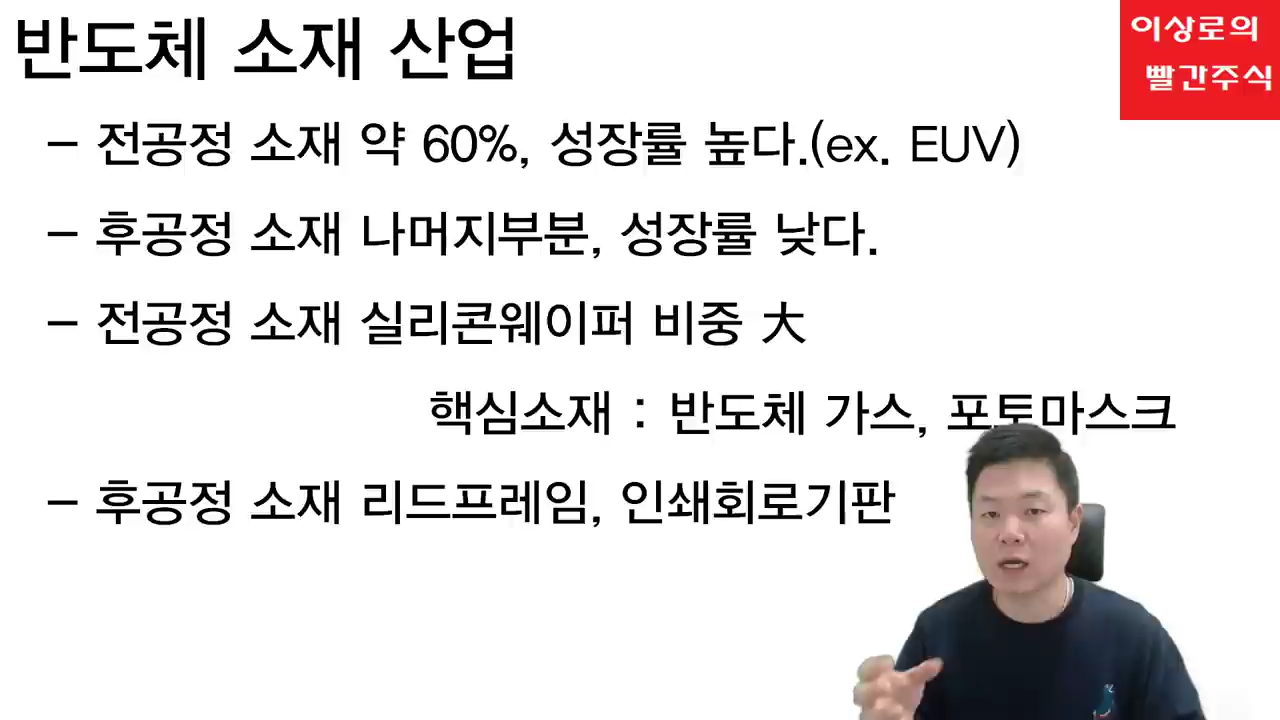 반도체 소재 산업
이상로의
빨간주식
- 전공정 소재 약 60%, 성장률 높다.(ex. EUV)
- 후공정 소재 나머지부분, 성장률 낮다.
- 전공정 소재 실리콘웨이퍼 비중 大
핵심소재 : 반도체 가스, 포토마스크
- 후공정 소재 리드프레임, 인쇄회로기판